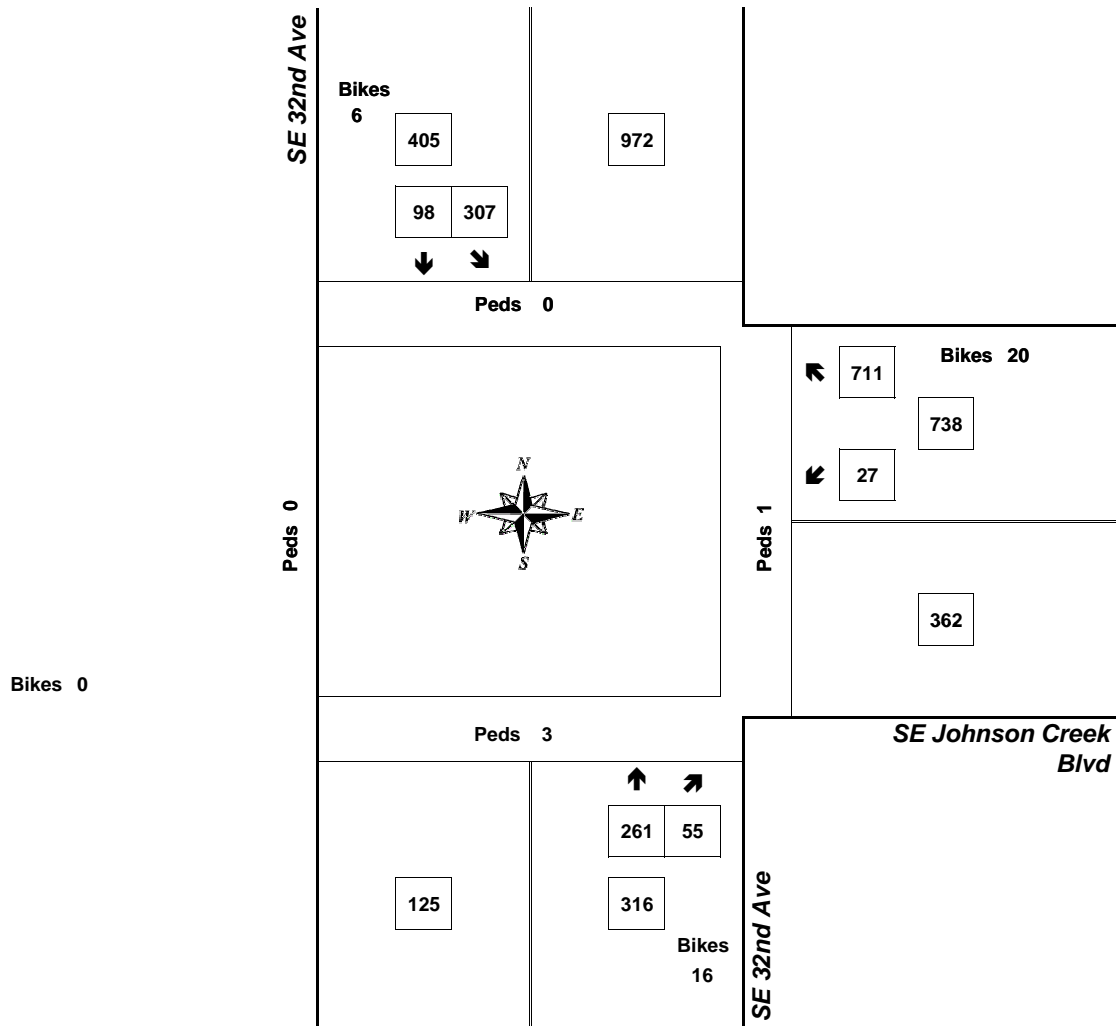 SE 32nd Ave
Bikes
6
405
972
98 307
Peds 0
Bikes 20
711
738
27
N
W E
S
Peds 0
Peds 1
362
Bikes 0
Peds 3
SE Johnson Creek
Blvd
261 55
125
316
Bikes
16
SE 32nd Ave